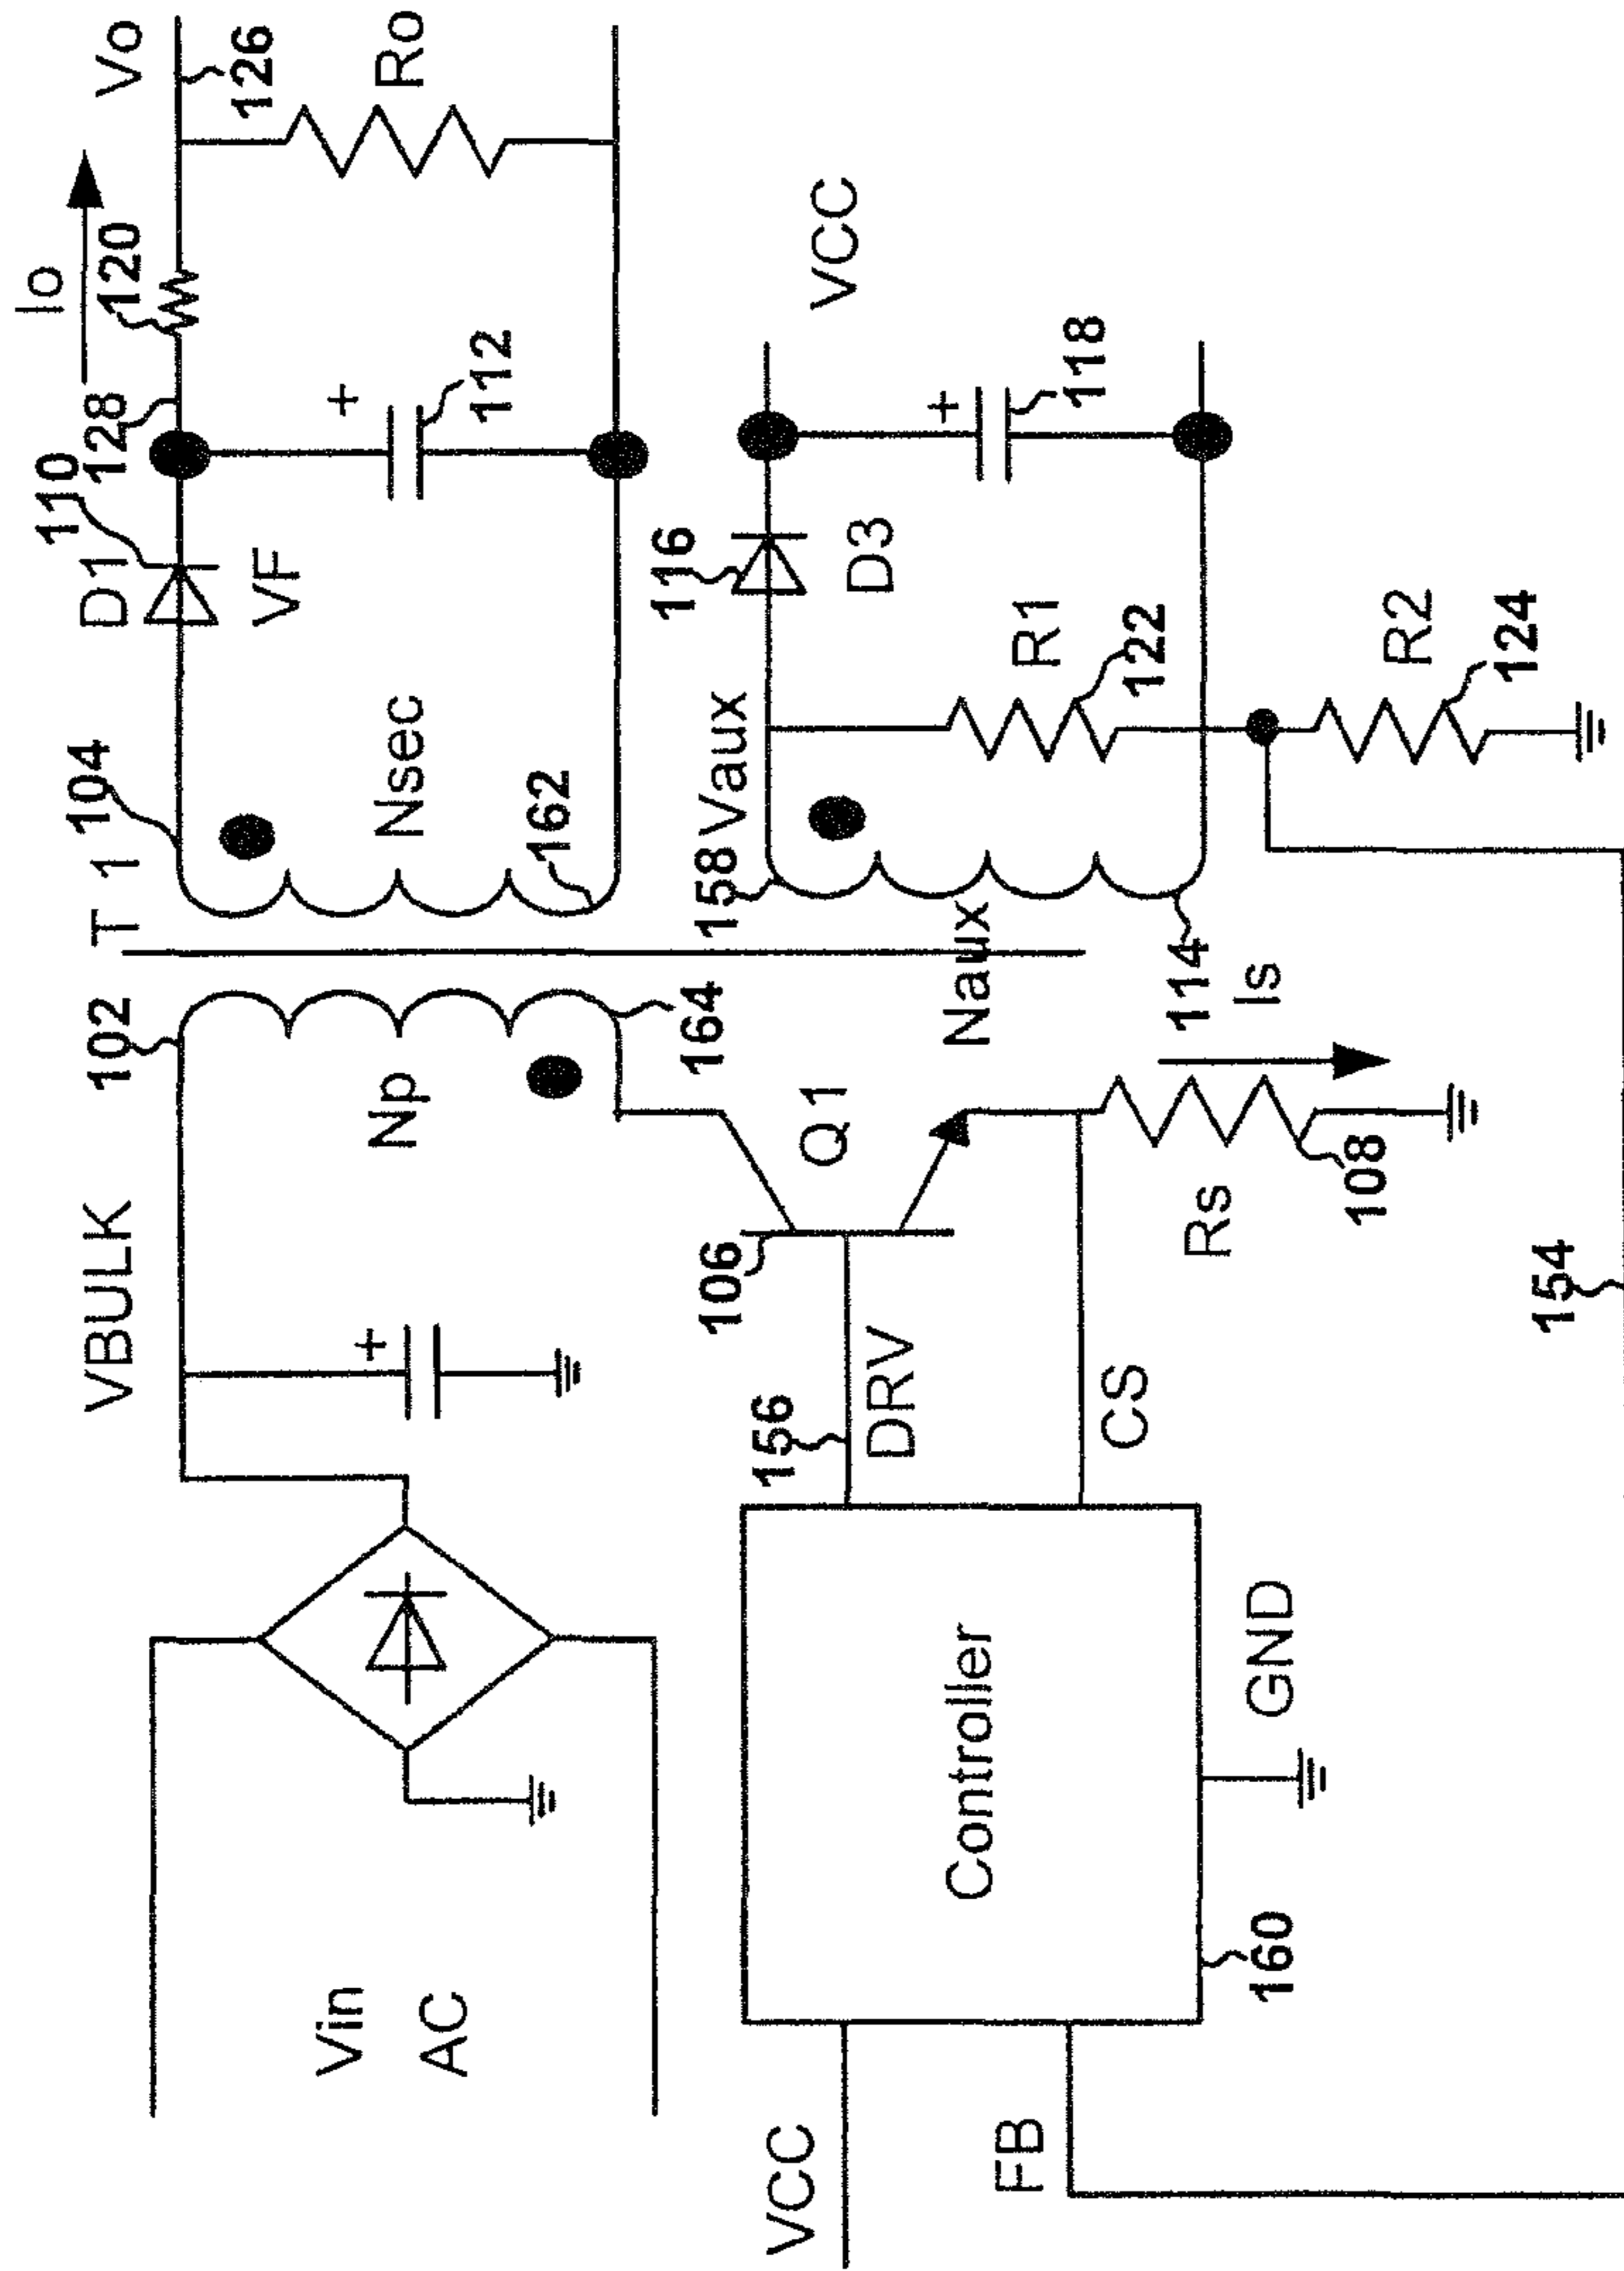 Vin
AC
VBULK
102
Np
164
T 1
104
Nsec
162
D1
110
VF
128
112
+
+
Io
120
Vo
126
Ro
VCC
FB
Controller
160
GND
156
DRV
CS
106
Q1
Rs
108
Is
Naux
114
158
Vaux
R1
122
116
D3
+
118
VCC
R2
124
154